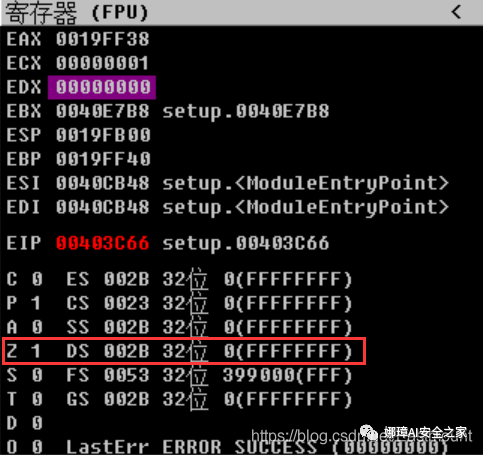 寄存器 (FPU) <
EAX 0019FF38
ECX 00000001
EDX 00000000
EBX 0040E7B8 setup.0040E7B8
ESP 0019FB00
EBP 0019FF40
ESI 0040CB48 setup.<ModuleEntryPoint>
EDI 0040CB48 setup.<ModuleEntryPoint>
EIP 00403C66 setup.00403C66
C 0 ES 002B 32位 0(FFFFFFFF)
P 1 CS 0023 32位 0(FFFFFFFF)
A 0 SS 002B 32位 0(FFFFFFFF)
Z 1 DS 002B 32位 0(FFFFFFFF)
S 0 FS 0053 32位 399000(FFF)
T 0 GS 002B 32位 0(FFFFFFFF)
D 0
娜璋AI安全之家
O 0 LastErr ERROR_SUCCESS (00000000)